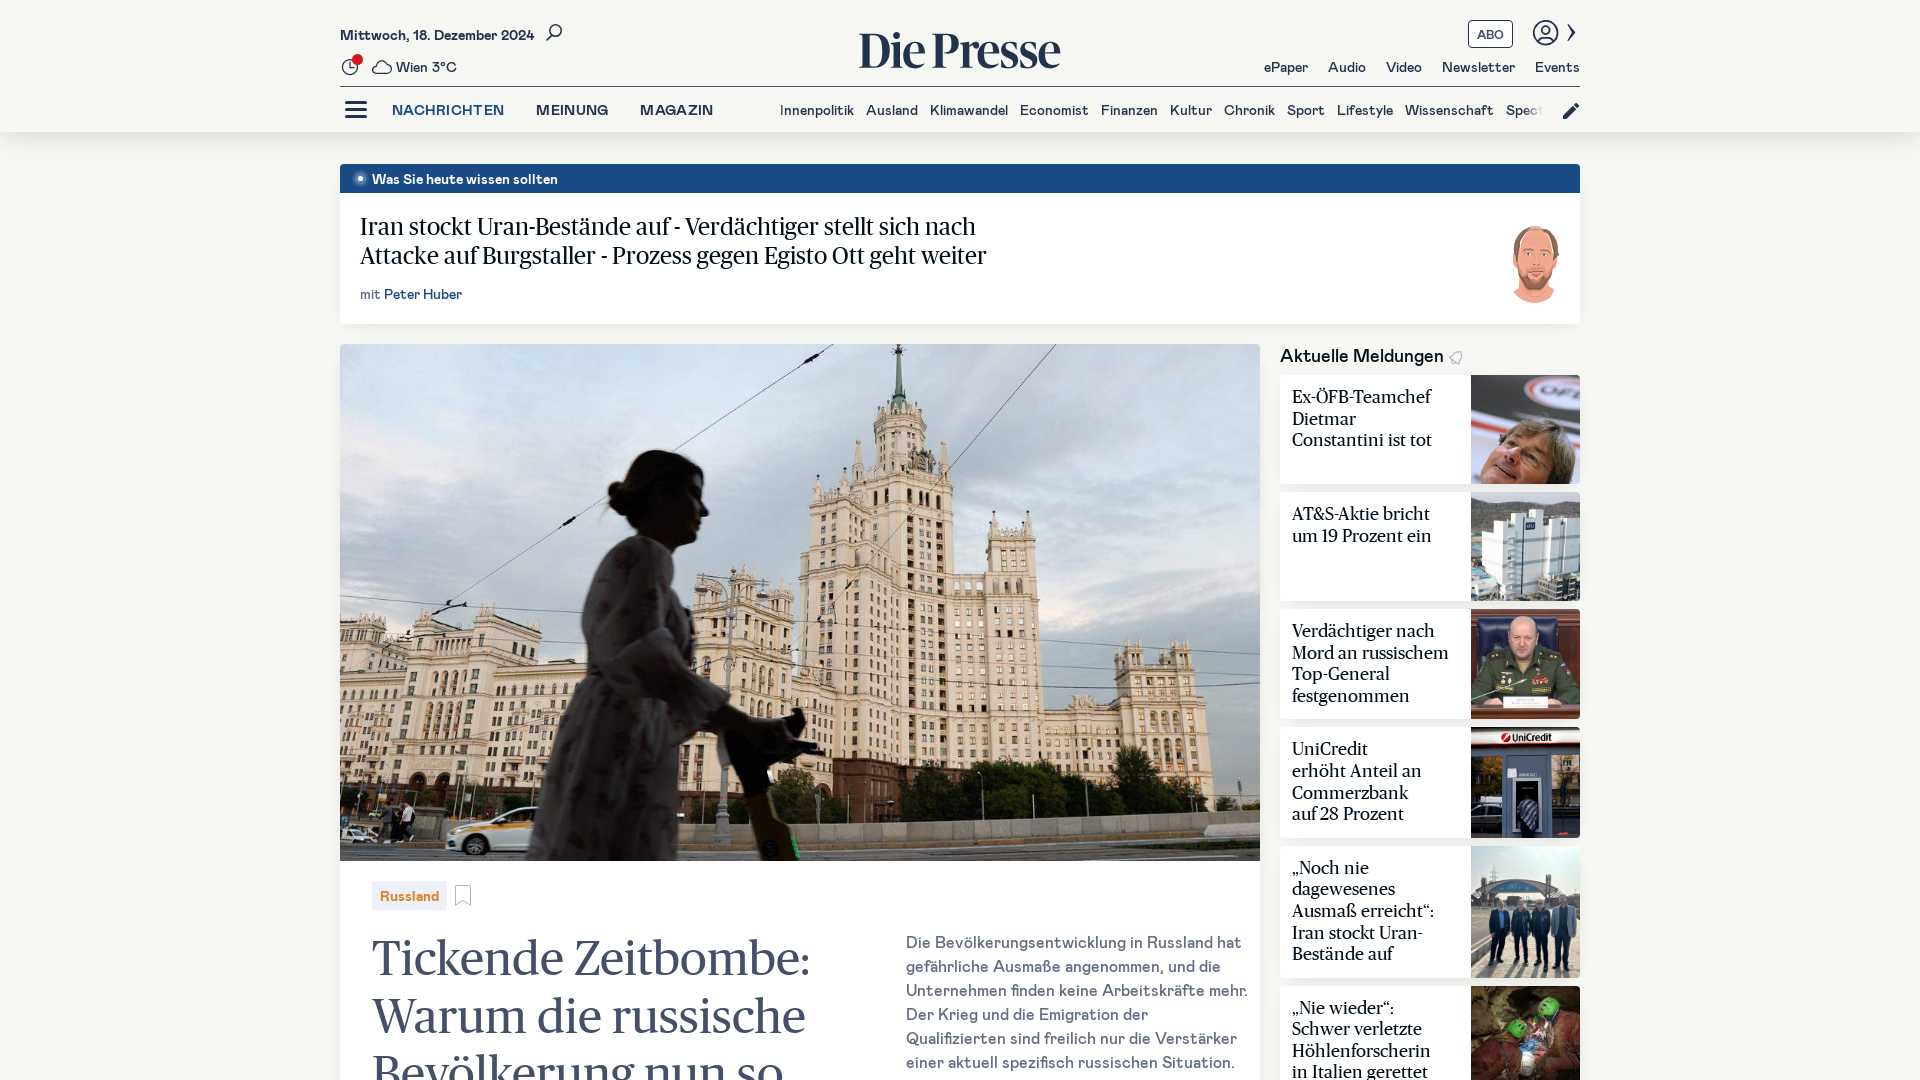 Mittwoch, 18. Dezember 2024
Wien 3°C
Die Presse
ABO
ePaper Audio Video Newsletter Events
NACHRICHTEN MEINUNG MAGAZIN
Innenpolitik Ausland Klimawandel Economist Finanzen Kultur Chronik Sport Lifestyle Wissenschaft Spect
Was Sie heute wissen sollten
Iran stockt Uran-Bestände auf - Verdächtiger stellt sich nach
Attacke auf Burgstaller - Prozess gegen Egisto Ott geht weiter
mit Peter Huber
Russland
Tickende Zeitbombe:
Warum die russische
Bevölkerung nun so
Die Bevölkerungsentwicklung in Russland hat
gefährliche Ausmaße angenommen, und die
Unternehmen finden keine Arbeitskräfte mehr.
Der Krieg und die Emigration der
Qualifizierten sind freilich nur die Verstärker
einer aktuell spezifisch russischen Situation.
Aktuelle Meldungen
Ex-ÖFB-Teamchef
Dietmar
Constantini ist tot
AT&S-Aktie bricht
um 19 Prozent ein
Verdächtiger nach
Mord an russischem
Top-General
festgenommen
UniCredit
erhöht Anteil an
Commerzbank
auf 28 Prozent
UniCredit
„Noch nie
dagewesenes
Ausmaß erreicht“:
Iran stockt Uran-
Bestände auf
„Nie wieder“:
Schwer verletzte
Höhlenforscherin
in Italien gerettet